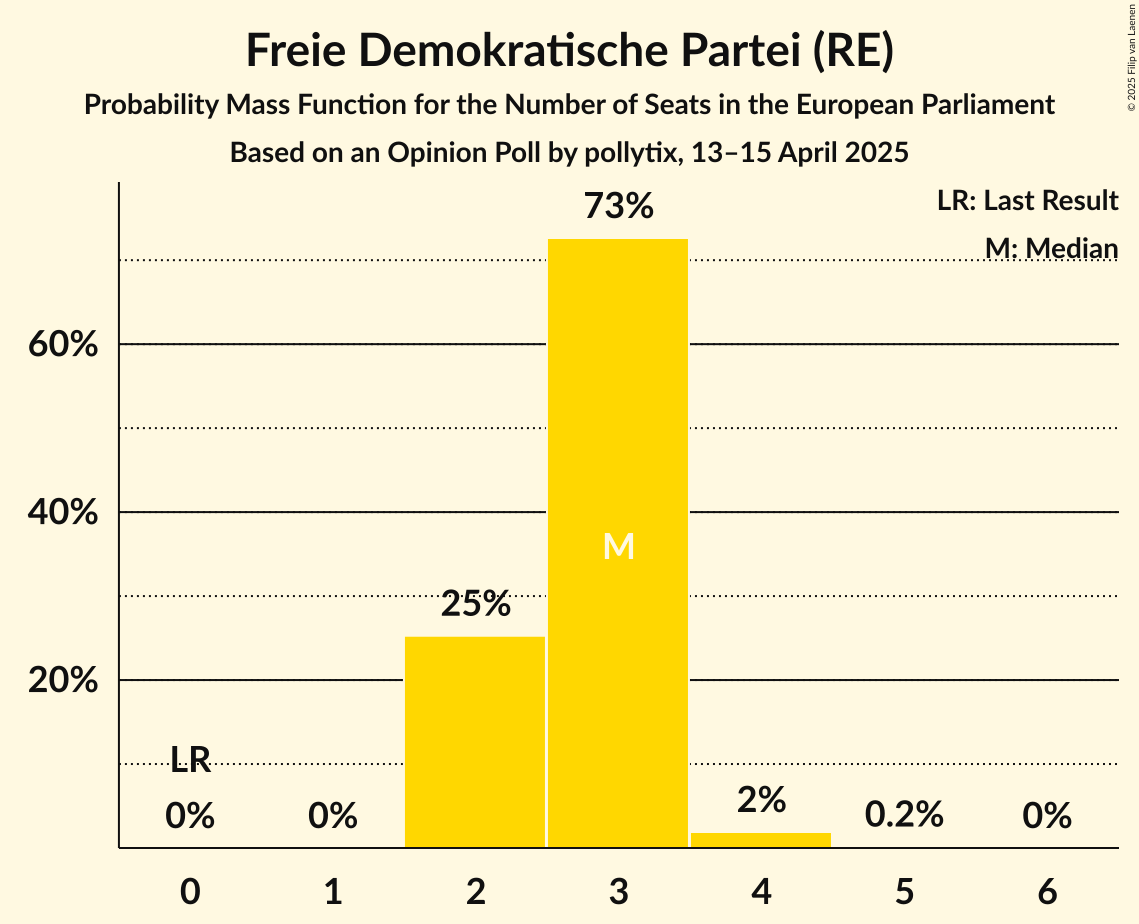 Freie Demokratische Partei (RE)
Probability Mass Function for the Number of Seats in the European Parliament
Based on an Opinion Poll by pollytix, 13–15 April 2025
© 2025 Filip van Laenen
LR: Last Result
M: Median
73%
60%
40%
M
25%
20%
LR
0%
0%
2%
0.2%
0%
0
1
2
3
4
5
6